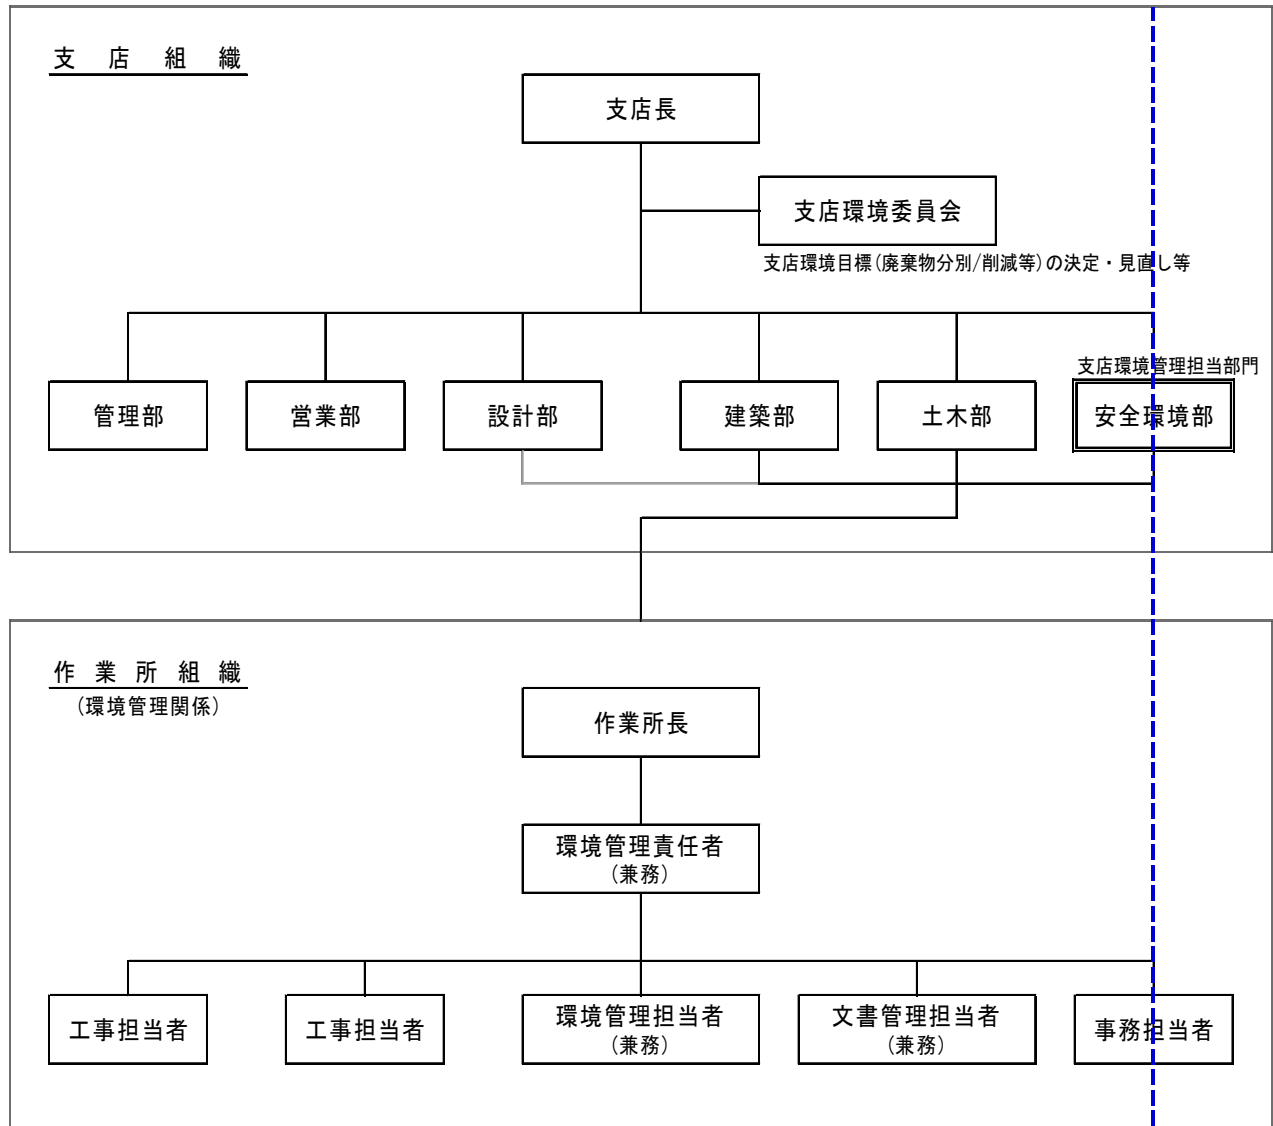 支店組織
支店長
支店環境委員会
支店環境目標(廃棄物分別/削減等)の決定・見直し等
支店環境管理担当部門
管理部
営業部
設計部
建築部
土木部
安全環境部
作業所組織
(環境管理関係)
作業所長
環境管理責任者
(兼務)
工事担当者
工事担当者
環境管理担当者
(兼務)
文書管理担当者
(兼務)
事務担当者